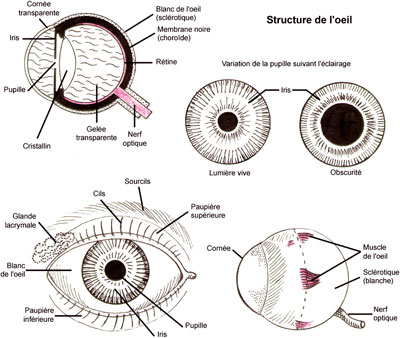 Structure de l'oeil
Cornée
transparente
Iris
Pupille
Cristallin
Blanc de l'oeil
(sclérotique)
Membrane noire
(choroïde)
Rétine
Gelée
transparente
Nerf
optique
Variation de la pupille suivant l'éclairage
Iris
Lumière vive
Obscurité
Sourcils
Cils
Paupière
supérieure
Glande
lacrymale
Blanc
de l'oeil
Paupière
inférieure
Iris
Pupille
Cornée
Muscle
de l'oeil
Sclérotique
(blanche)
Nerf
optique